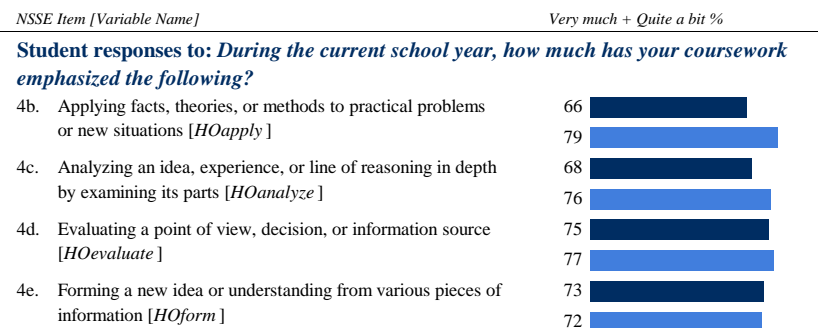 NSSE Item [Variable Name] Very much + Quite a bit %
Student responses to: During the current school year, how much has your coursework
emphasized the following?
4b. Applying facts, theories, or methods to practical problems 66
or new situations [HOapply ] 79
4c. Analyzing an idea, experience, or line of reasoning in depth 68
by examining its parts [HOanalyze ] 76
4d. Evaluating a point of view, decision, or information source 75
[HOevaluate ] 77
4e. Forming a new idea or understanding from various pieces of 73
information [HOform ] 72